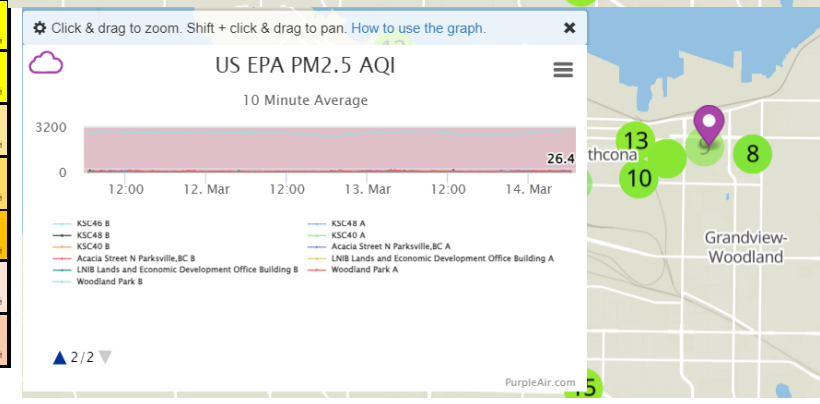 Click & drag to zoom. Shift + click & drag to pan. How to use the graph.
US EPA PM2.5 AQI
10 Minute Average
3200
0
26.4
12:00 12. Mar 12:00 13. Mar 12:00 14. Mar
KSC46 B KSC48 A
KSC48 B KSC40 A
KSC40 B Acacia Street N Parksville,BC A
Acacia Street N Parksville,BC B LNIB Lands and Economic Development Office Building A
LNIB Lands and Economic Development Office Building B Woodland Park A
Woodland Park B
2/2
PurpleAir.com
13
thcona
9
8
10
Grandview-
Woodland
15